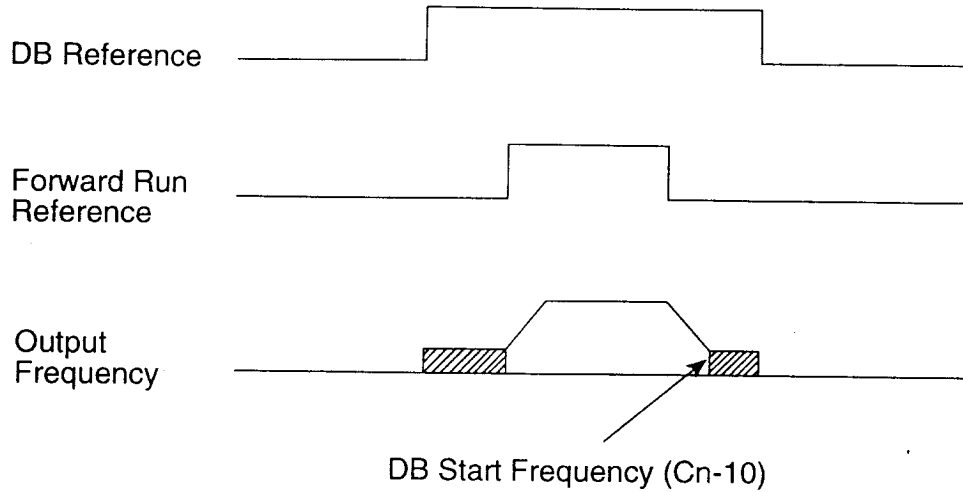 DB Reference
Forward Run
Reference
Output
Frequency
DB Start Frequency (Cn-10)